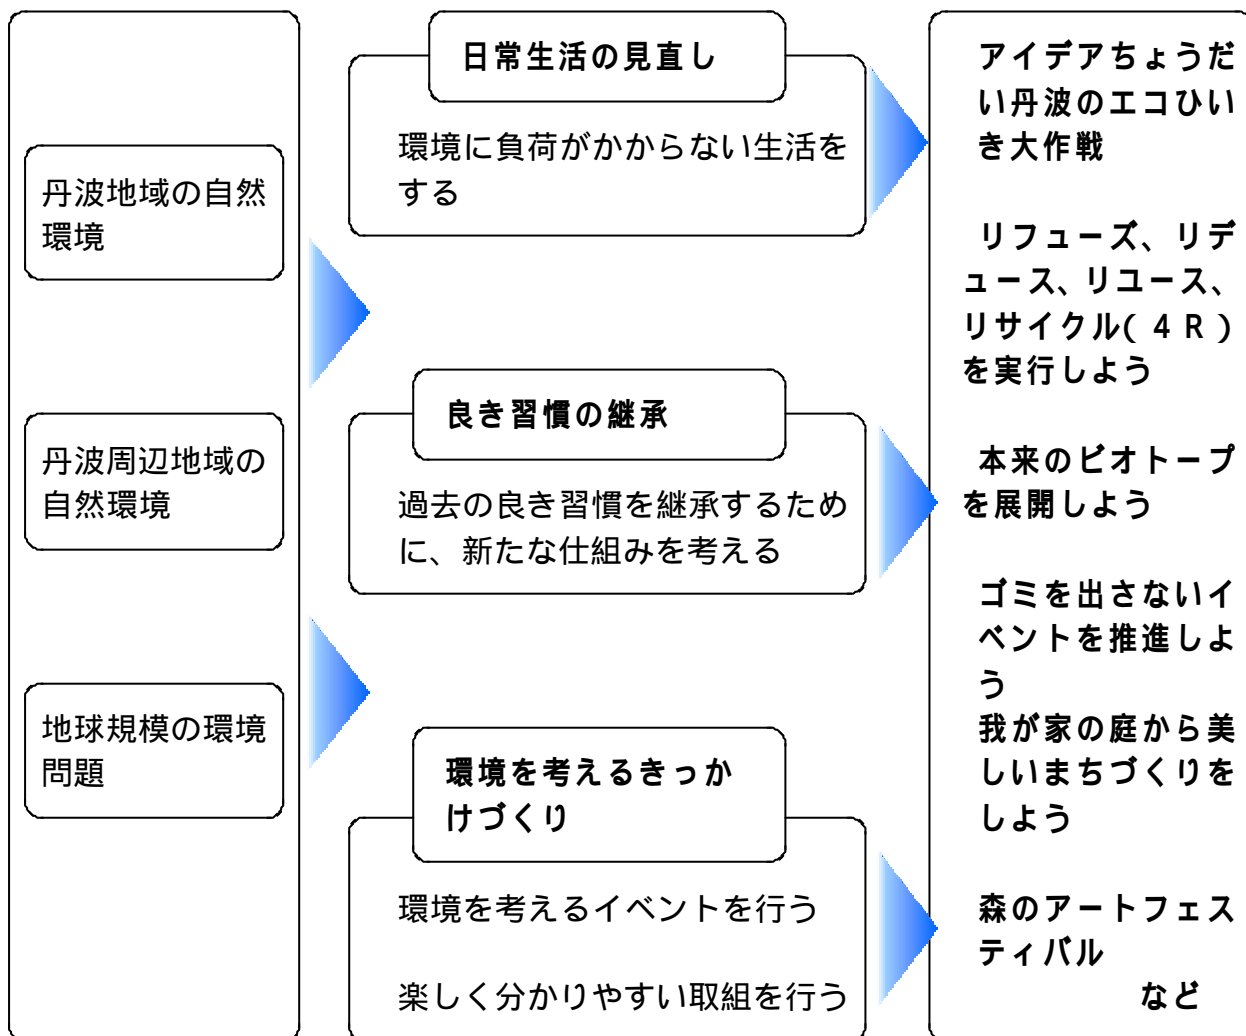 丹波地域の自然
環境
丹波周辺地域の
自然環境
地球規模の環境
問題
日常生活の見直し
環境に負荷がかからない生活を
する
良き習慣の継承
過去の良き習慣を継承するため
に、新たな仕組みを考える
環境を考えるきっか
けづくり
環境を考えるイベントを行う
楽しく分かりやすい取組を行う
アイデアちょうだ
い丹波のエコひい
き大作戦
リフューズ、リデ
ュース、リユース、
リサイクル(４Ｒ)
を実行しよう
本来のビオトープ
を展開しよう
ゴミを出さないイ
ベントを推進しよ
う
我が家の庭から美
しいまちづくりを
しよう
森のアートフェス
ティバル
など